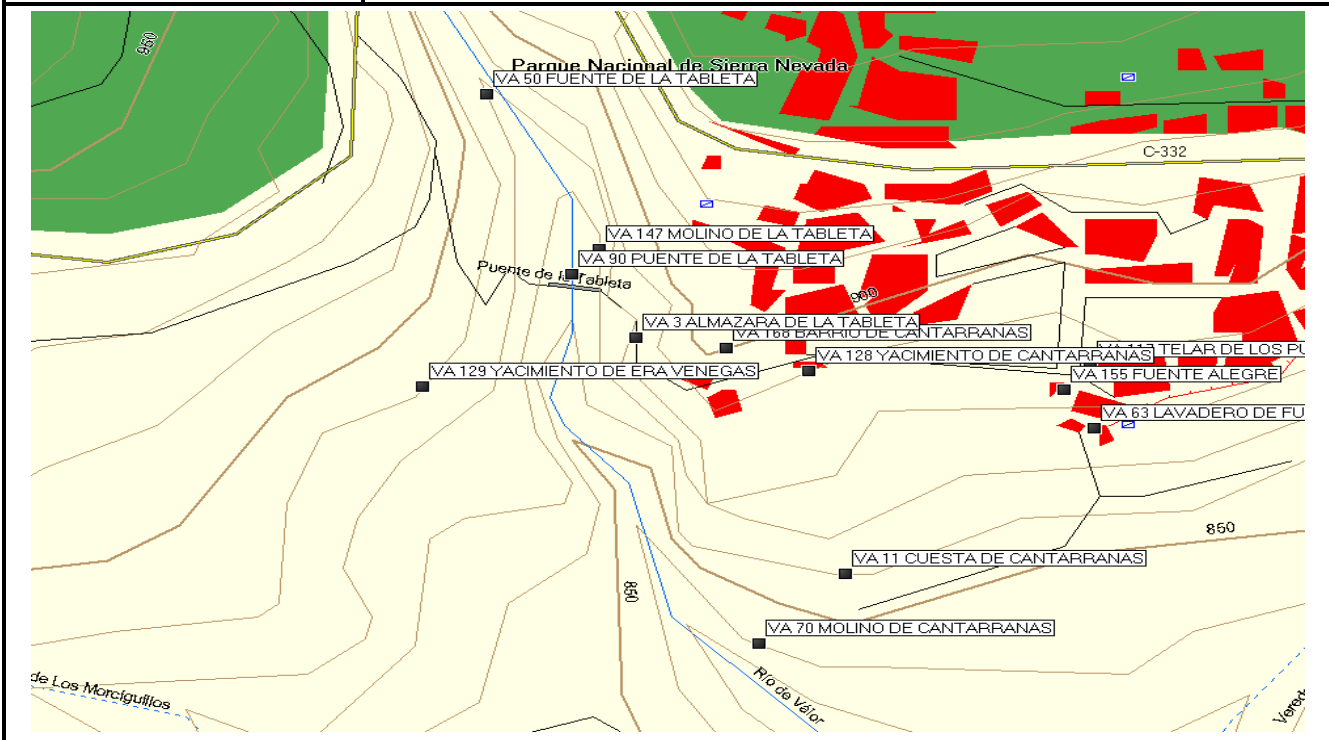 950
Parque Nacional de Sierra Nevada
VA 50 FUENTE DE LA TABLETA
C-332
VA 147 MOLINO DE LA TABLETA
VA 90 PUENTE DE LA TABLETA
Puente de la Tableta
900
VA 3 ALMAZARA DE LA TABLETA
VA 168 BARRIO DE CANTARRANAS
VA 128 YACIMIENTO DE CANTARRANAS
TELAR DE LOS PU
VA 129 YACIMIENTO DE ERA VENEGAS
VA 155 FUENTE ALEGRE
VA 63 LAVADERO DE FU
850
VA 11 CUESTA DE CANTARRANAS
850
VA 70 MOLINO DE CANTARRANAS
de Los Morciguillos
Río de Válor
Vered